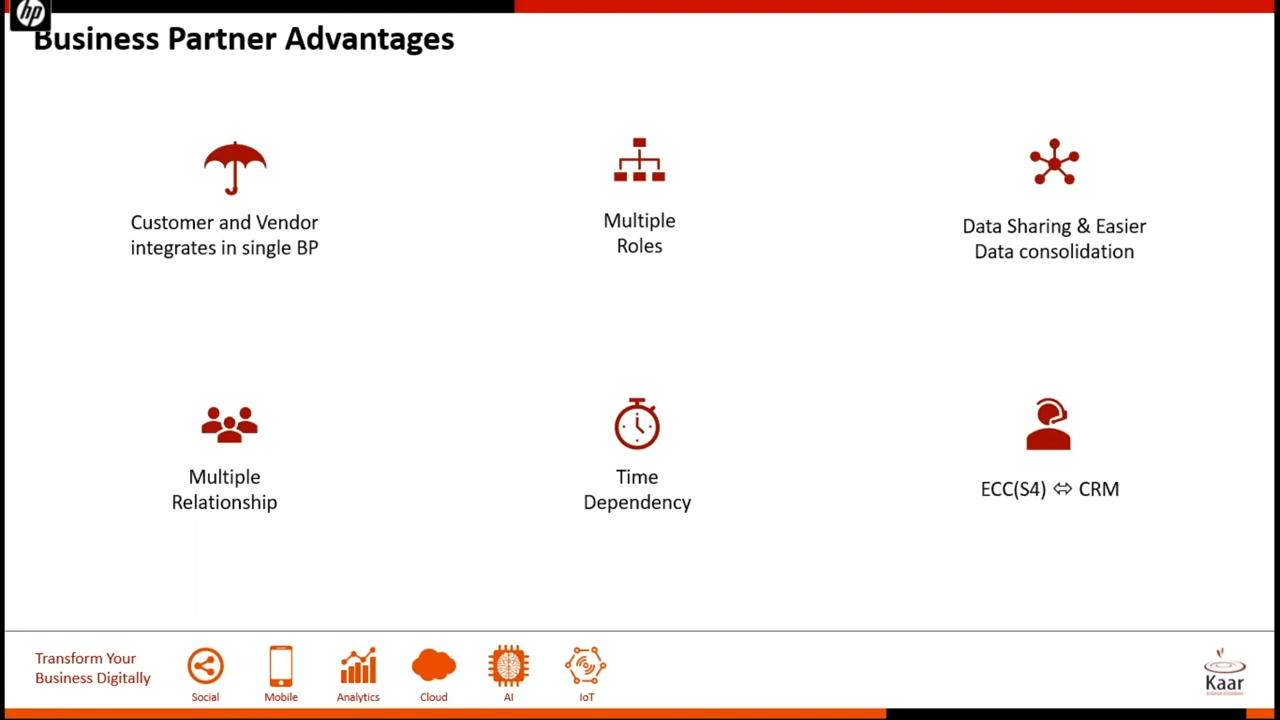 hp
Business Partner Advantages
Customer and Vendor
integrates in single BP
Multiple
Roles
Data Sharing & Easier
Data consolidation
Multiple
Relationship
Time
Dependency
ECC(S4) ⇔ CRM
Transform Your
Business Digitally
Social
Mobile
Analytics
Cloud
AI
IoT
Kaar